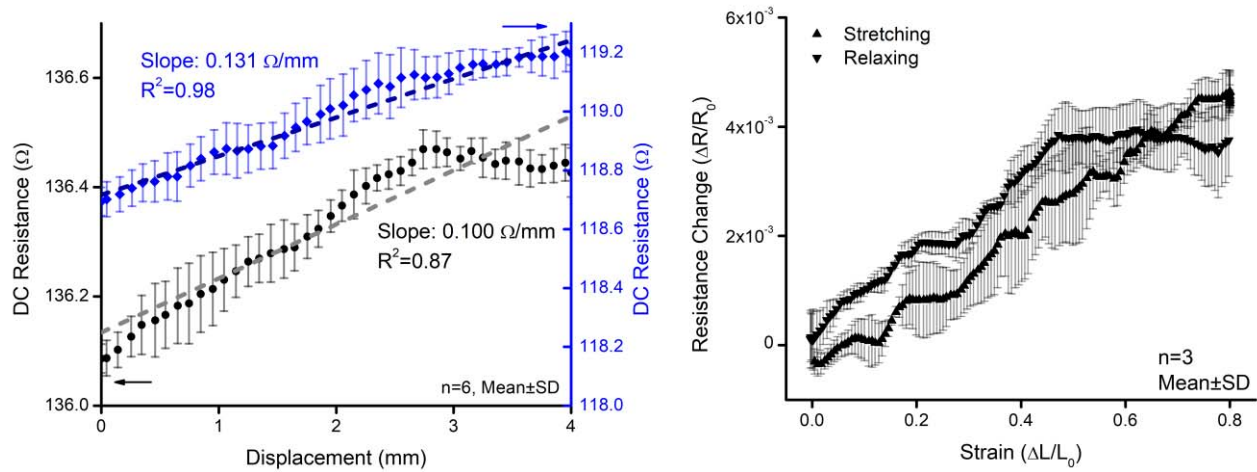 Slope: 0.131 Ω/mm
R²=0.98
Slope: 0.100 Ω/mm
R²=0.87
n=6, Mean±SD
DC Resistance (Ω)
136.6
136.4
136.2
136.0
DC Resistance (Ω)
119.2
119.0
118.8
118.6
118.4
118.2
118.0
0 1 2 3 4
Displacement (mm)
Stretching
Relaxing
n=3
Mean±SD
Resistance Change (ΔR/R₀)
6x10⁻³
4x10⁻³
2x10⁻³
0
0.0 0.2 0.4 0.6 0.8
Strain (ΔL/L₀)